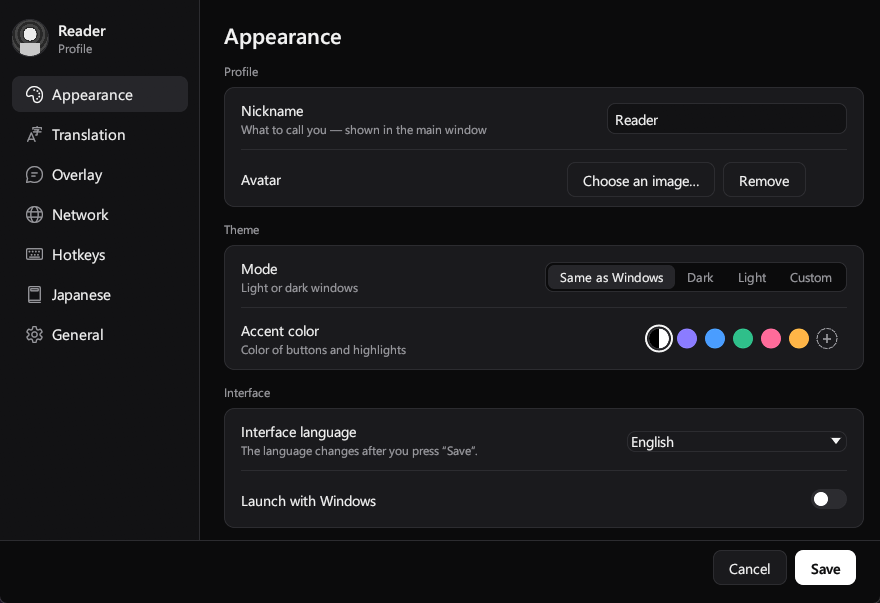 Reader
Profile
Appearance
Translation
Overlay
Network
Hotkeys
Japanese
General
Appearance
Profile
Nickname
What to call you — shown in the main window
Reader
Avatar
Choose an image...
Remove
Theme
Mode
Light or dark windows
Same as Windows
Dark
Light
Custom
Accent color
Color of buttons and highlights
Interface
Interface language
The language changes after you press “Save”.
English
Launch with Windows
Cancel
Save